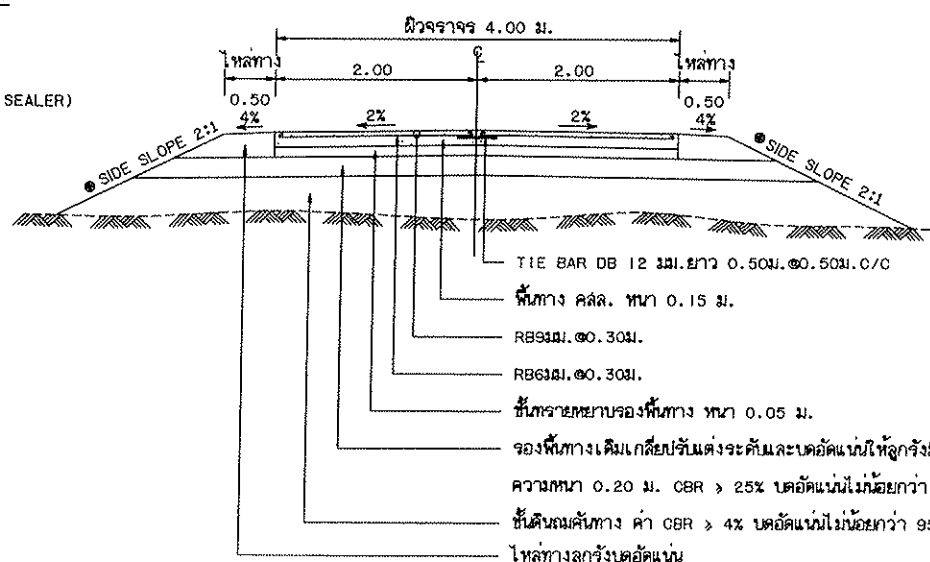 ผิวจราจร 4.00 ม.
ไหล่ทาง
ไหล่ทาง
2.00
2.00
SEALER)
0.50
0.50
4%
2%
2%
4%
SIDE SLOPE 2:1
SIDE SLOPE 2:1
TIE BAR DB 12 มม.ยาว 0.50ม.@0.50ม.C/C
พื้นทาง คสล. หนา 0.15 ม.
RB9มม.@0.30ม.
RB6มม.@0.30ม.
ชั้นทรายหยาบรองพื้นทาง หนา 0.05 ม.
รองพื้นทางเดิมเกลี่ยปรับแต่งระดับและบดอัดแน่นให้ลูกรัง
ความหนา 0.20 ม. CBR > 25% บดอัดแน่นไม่น้อยกว่า
ชั้นดินถมคันทาง ค่า CBR > 4% บดอัดแน่นไม่น้อยกว่า 95
ไหล่ทางลูกรังบดอัดแน่น